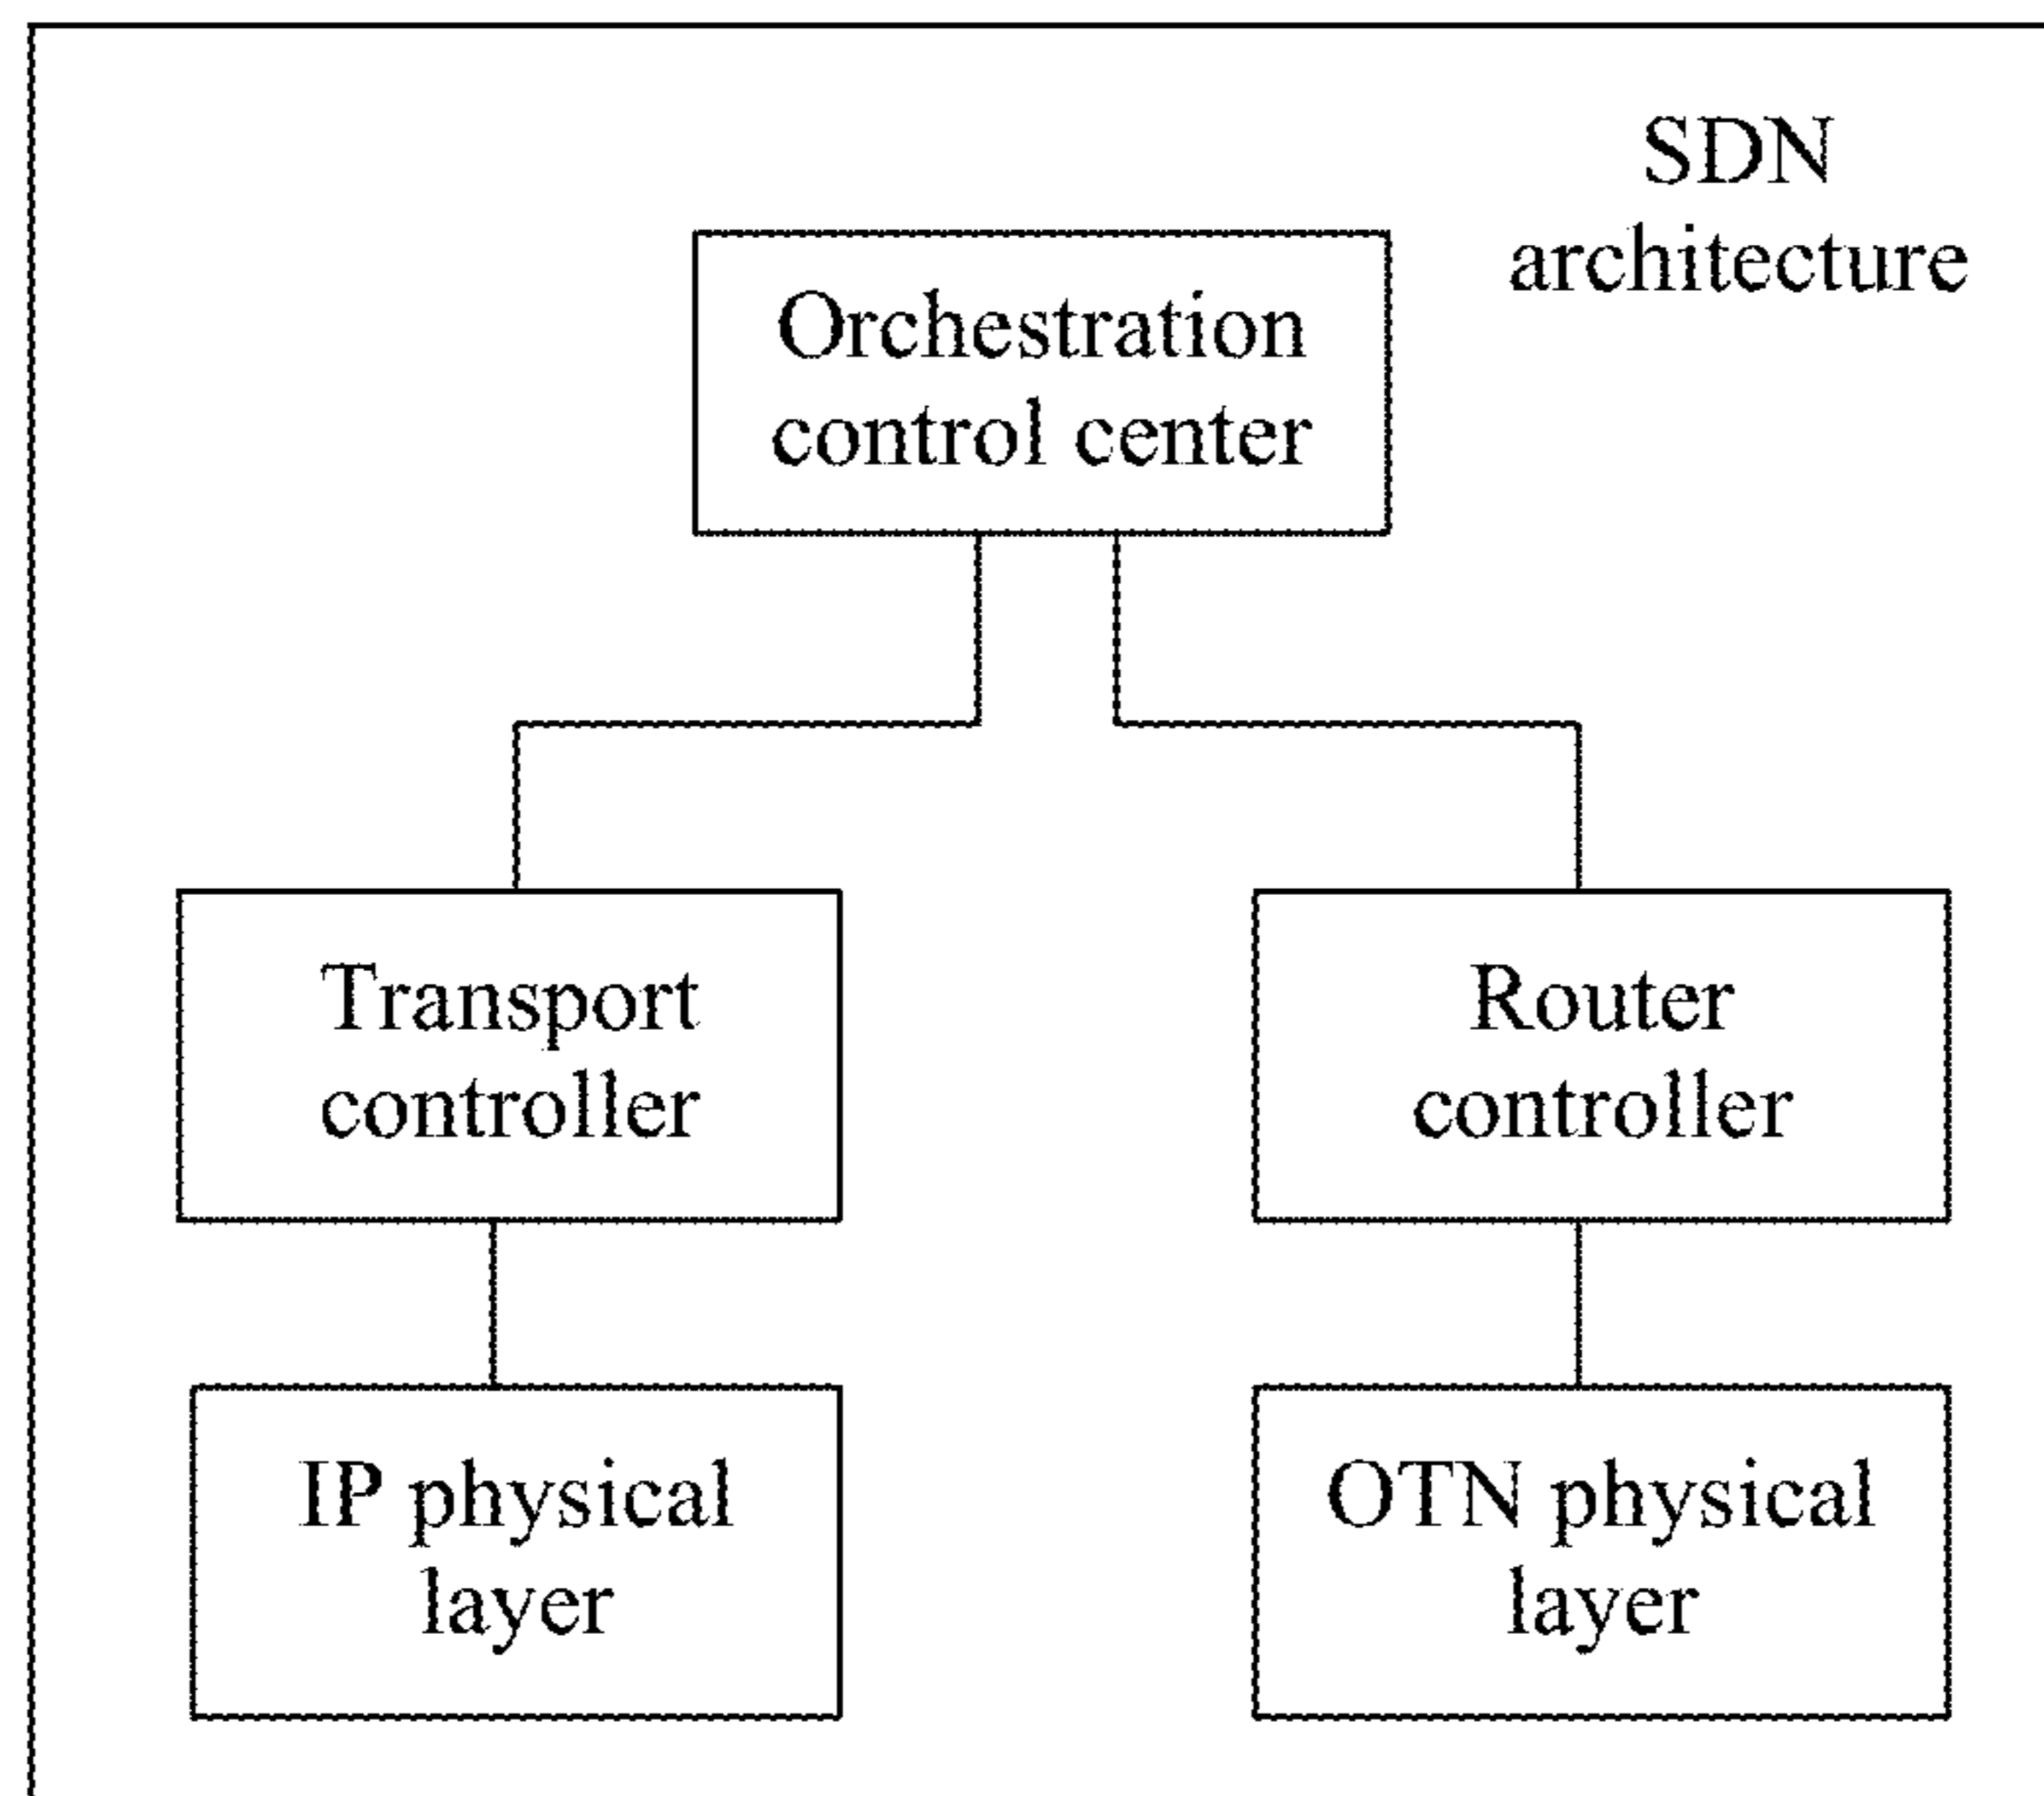 SDN
architecture
Orchestration
control center
Transport
controller
Router
controller
IP physical
layer
OTN physical
layer